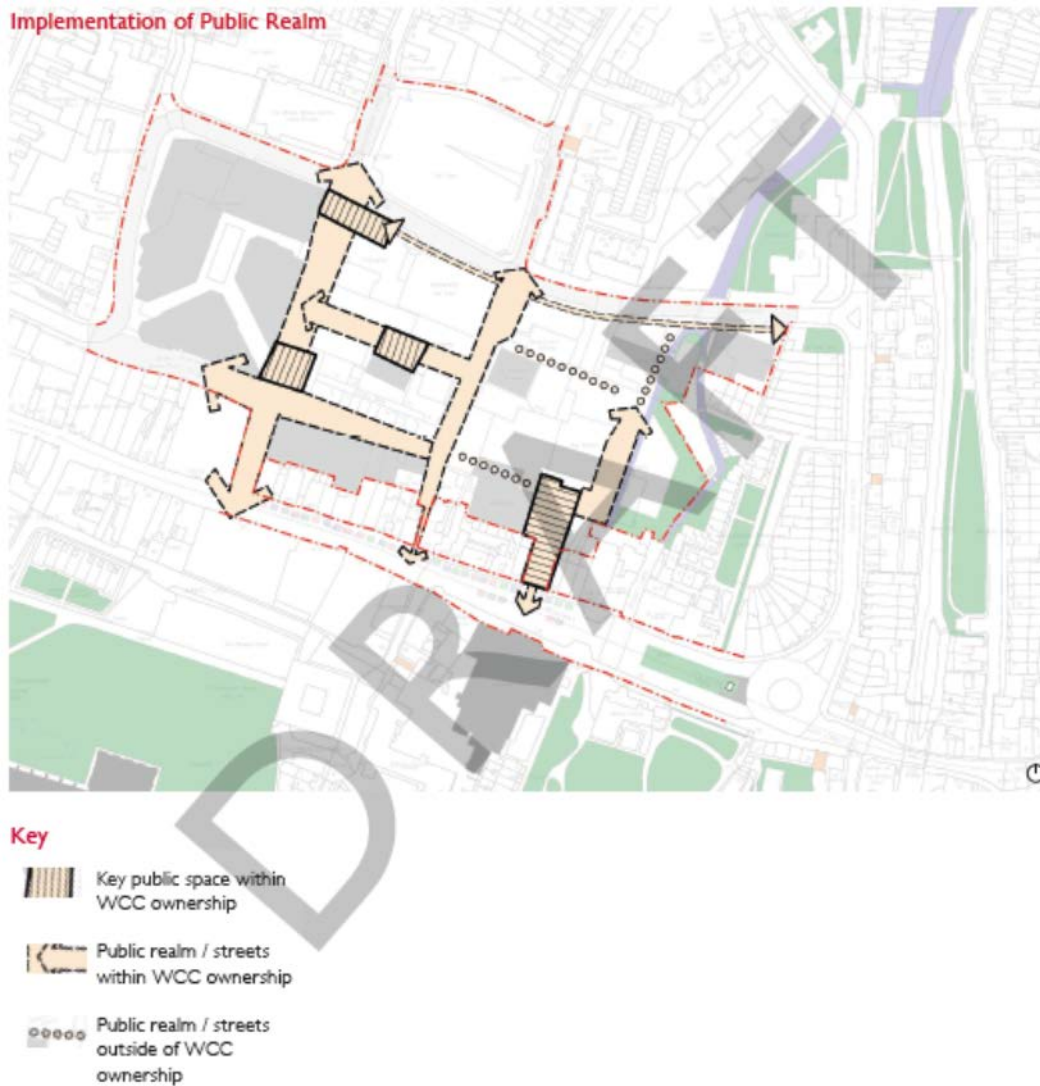 Implementation of Public Realm
DRAFT
Key
Key public space within
WCC ownership
Public realm / streets
within WCC ownership
Public realm / streets
outside of WCC
ownership